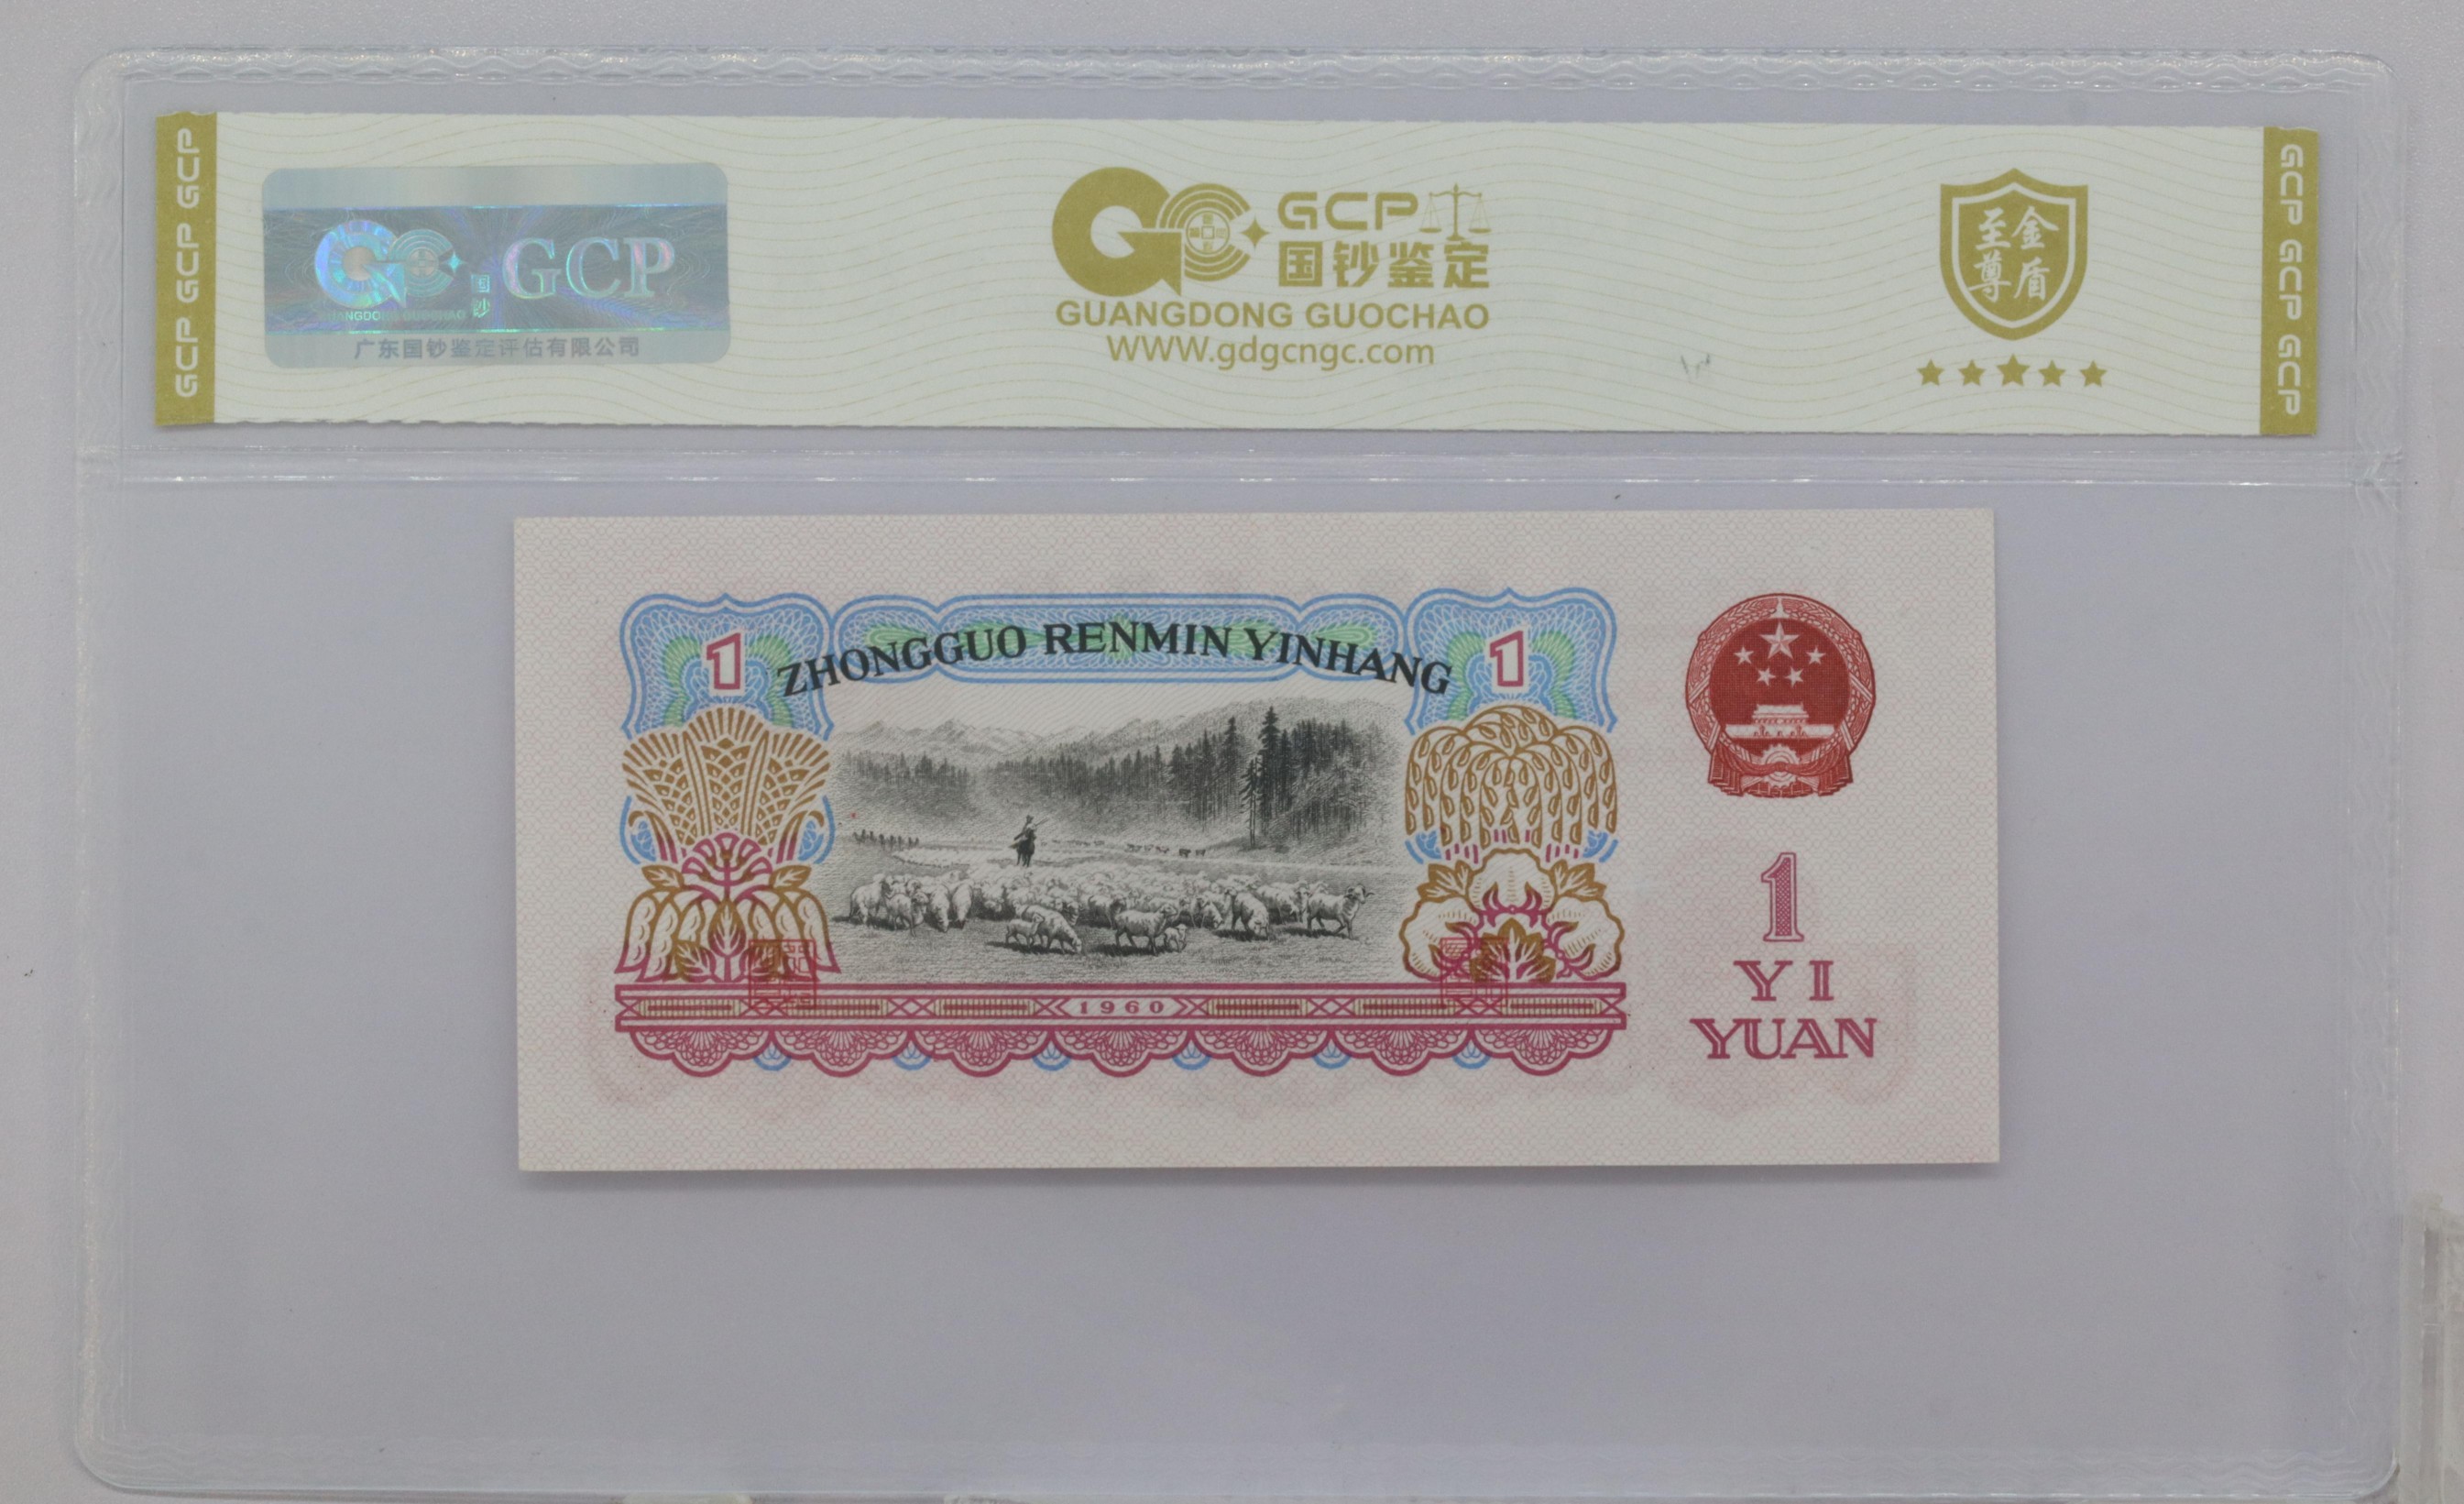 GCP GCP GCP
GCP
国钞
GUANGDONG GUOCHAO
广东国钞鉴定评估有限公司
GCP
国钞鉴定
GUANGDONG GUOCHAO
WWW.gdgcngc.com
金盾
至尊
GCP GCP GCP
ZHONGGUO RENMIN YINHANG
1
1
1960
1
YI
YUAN